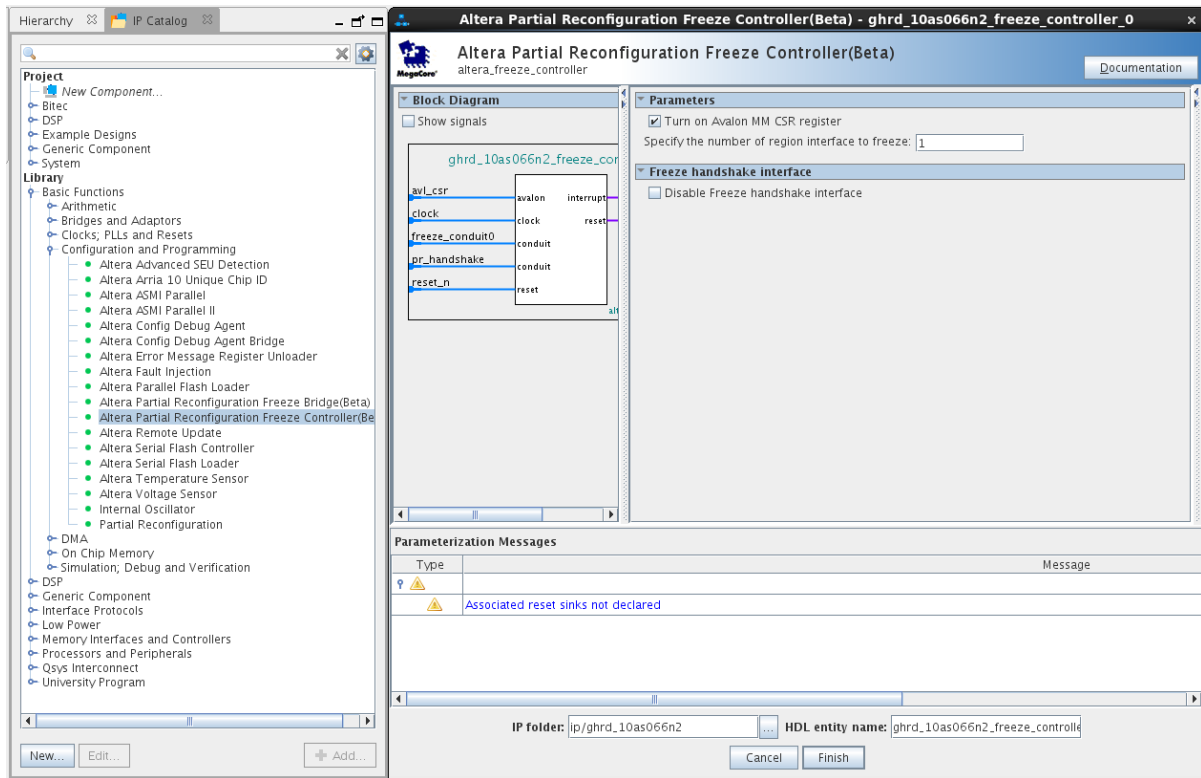 Hierarchy
IP Catalog
Project
New Component...
Bitec
DSP
Example Designs
Generic Component
System
Library
Basic Functions
Arithmetic
Bridges and Adaptors
Clocks; PLLs and Resets
Configuration and Programming
Altera Advanced SEU Detection
Altera Arria 10 Unique Chip ID
Altera ASMI Parallel
Altera ASMI Parallel II
Altera Config Debug Agent
Altera Config Debug Agent Bridge
Altera Error Message Register Unloader
Altera Fault Injection
Altera Parallel Flash Loader
Altera Partial Reconfiguration Freeze Bridge(Beta)
Altera Partial Reconfiguration Freeze Controller(Be
Altera Remote Update
Altera Serial Flash Controller
Altera Serial Flash Loader
Altera Temperature Sensor
Altera Voltage Sensor
Internal Oscillator
Partial Reconfiguration
DMA
On Chip Memory
Simulation; Debug and Verification
DSP
Generic Component
Interface Protocols
Low Power
Memory Interfaces and Controllers
Processors and Peripherals
Qsys Interconnect
University Program
New...
Edit...
Add...
Altera Partial Reconfiguration Freeze Controller(Beta) - ghrd_10as066n2_freeze_controller_0
MegaCore'
Altera Partial Reconfiguration Freeze Controller(Beta)
altera_freeze_controller
Documentation
Block Diagram
Show signals
ghrd_10as066n2_freeze_cor
avl_csr
avalon interrupt
clock
clock reset
freeze_conduit0
conduit
pr_handshake
conduit
reset_n
reset
alt
Parameters
Turn on Avalon MM CSR register
Specify the number of region interface to freeze: 1
Freeze handshake interface
Disable Freeze handshake interface
Parameterization Messages
Type Message
Associated reset sinks not declared
IP folder: ip/ghrd_10as066n2 ... HDL entity name: ghrd_10as066n2_freeze_controlle
Cancel Finish